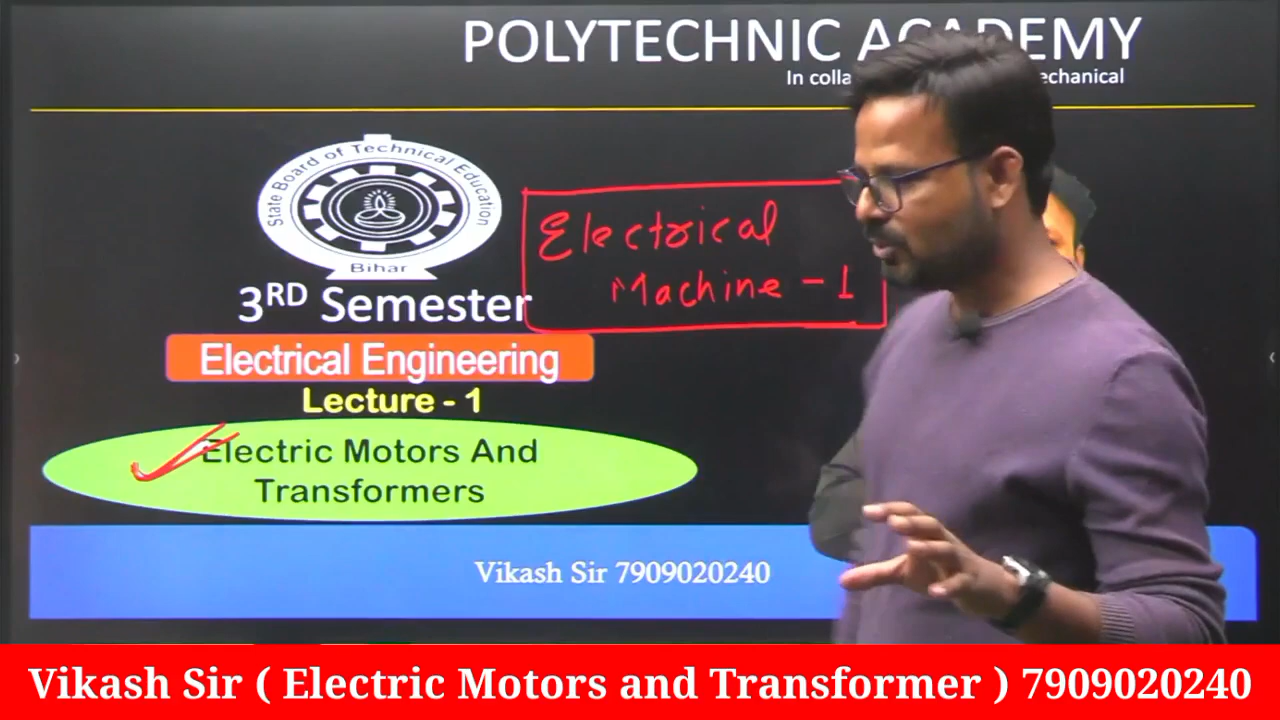 POLYTECHNIC ACADEMY
In colla
echanical
State Board of Technical Education
Bihar
3RD Semester
Electrical Machine - 1
Electrical Engineering
Lecture - 1
Electric Motors And
Transformers
Vikash Sir 7909020240
Vikash Sir ( Electric Motors and Transformer ) 7909020240